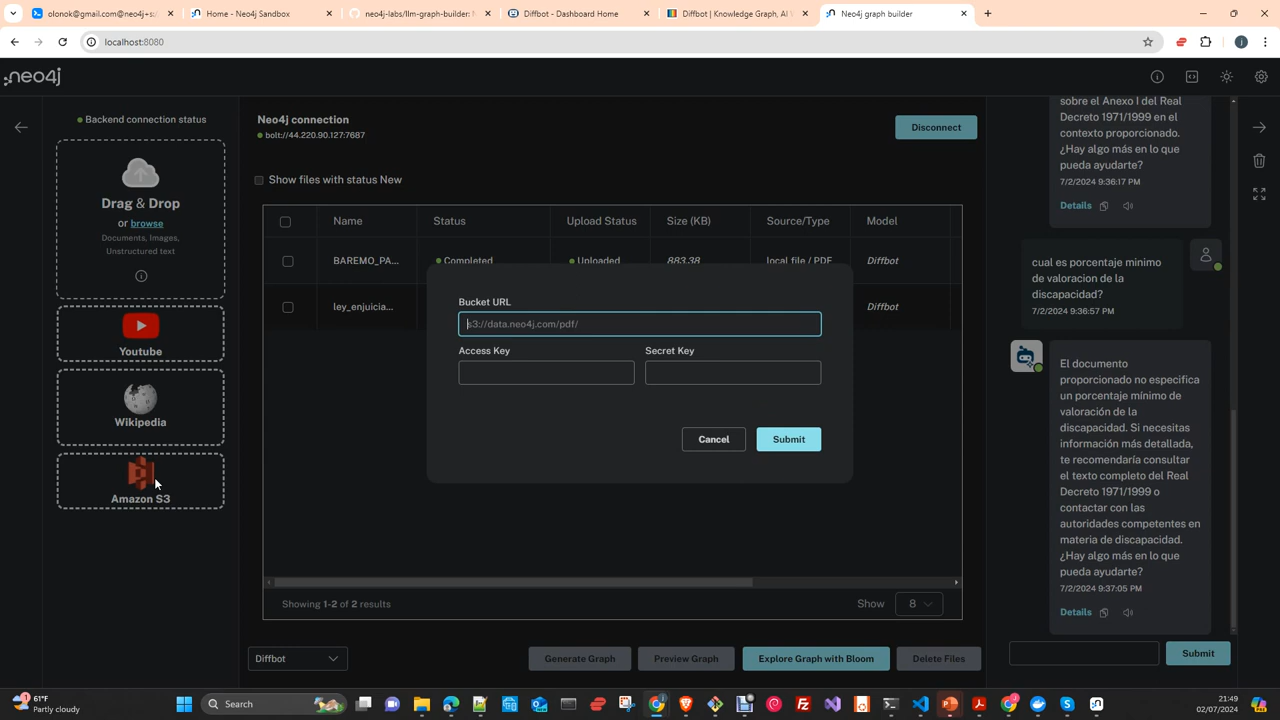 olonok@gmail.com@neo4j+s:/
Home - Neo4j Sandbox
neo4j-labs/llm-graph-builder: N
Diffbot - Dashboard Home
Diffbot | Knowledge Graph, AI W
Neo4j graph builder
localhost:8080
neo4j
Backend connection status
Drag & Drop
or browse
Documents, Images,
Unstructured text
Youtube
Wikipedia
Amazon S3
Neo4j connection
bolt://44.220.90.127:7687
Disconnect
Show files with status New
Name
Status
Upload Status
Size (KB)
Source/Type
Model
BAREMO_PA...
Completed
Uploaded
883.38
local file / PDF
Diffbot
ley_enjuicia...
Diffbot
Bucket URL
s3://data.neo4j.com/pdf/
Access Key
Secret Key
Cancel
Submit
Showing 1-2 of 2 results
Show
8
Diffbot
Generate Graph
Preview Graph
Explore Graph with Bloom
Delete Files
sobre el Anexo I del Real
Decreto 1971/1999 en el
contexto proporcionado.
¿Hay algo más en lo que
pueda ayudarte?
7/2/2024 9:36:17 PM
Details
cual es porcentaje minimo
de valoracion de la
discapacidad?
7/2/2024 9:36:57 PM
El documento
proporcionado no especifica
un porcentaje mínimo de
valoración de la
discapacidad. Si necesitas
información más detallada,
te recomendaría consultar
el texto completo del Real
Decreto 1971/1999 o
contactar con las
autoridades competentes en
materia de discapacidad.
¿Hay algo más en lo que
pueda ayudarte?
7/2/2024 9:37:05 PM
Details
Submit
61°F
Partly cloudy
Search
21:49
02/07/2024